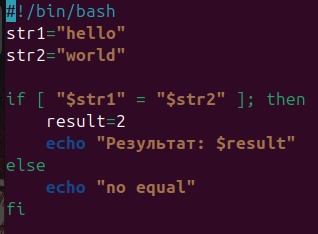 #!/bin/bash
str1="hello"
str2="world"

if [ "$str1" = "$str2" ]; then
    result=2
    echo "Результат: $result"
else
    echo "no equal"
fi